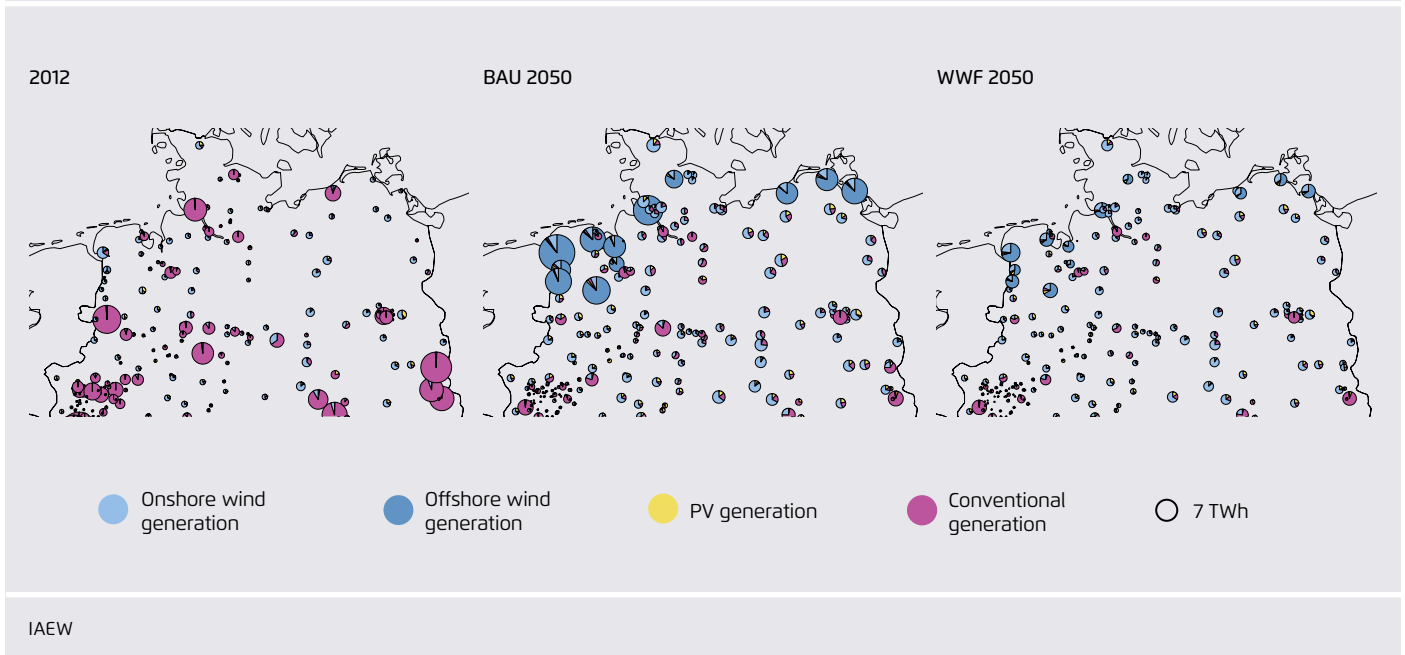 2012
BAU 2050
WWF 2050
Onshore wind
generation
Offshore wind
generation
PV generation
Conventional
generation
7 TWh
IAEW